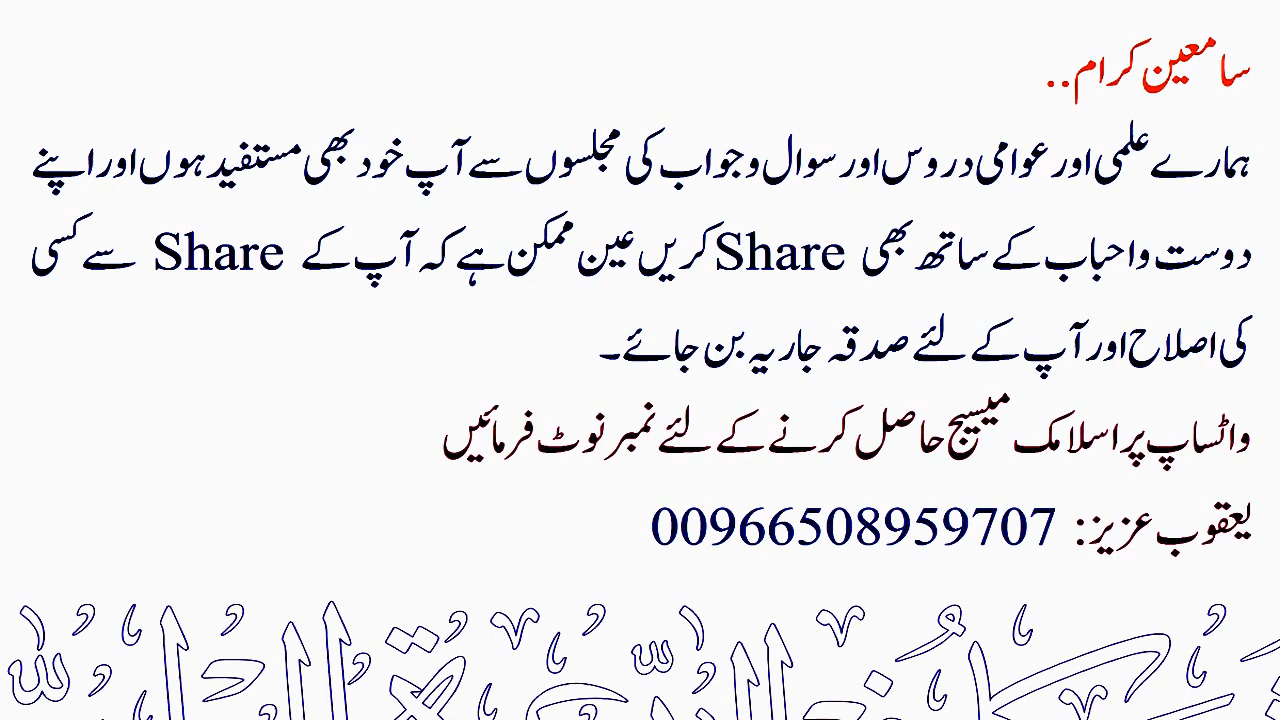 سامعین کرام..
ہمارے علمی اور عوامی دروس اور سوال وجواب کی مجلسوں سے آپ خود بھی مستفید ہوں اور اپنے
دوست واحباب کے ساتھ بھی Share کریں عین ممکن ہے کہ آپ کے Share سے کسی
کی اصلاح اور آپ کے لئے صدقہ جاریہ بن جائے۔
واٹساپ پر اسلامک میسیج حاصل کرنے کے لئے نمبر نوٹ فرمائیں
یعقوب عزیز: 00966508959707